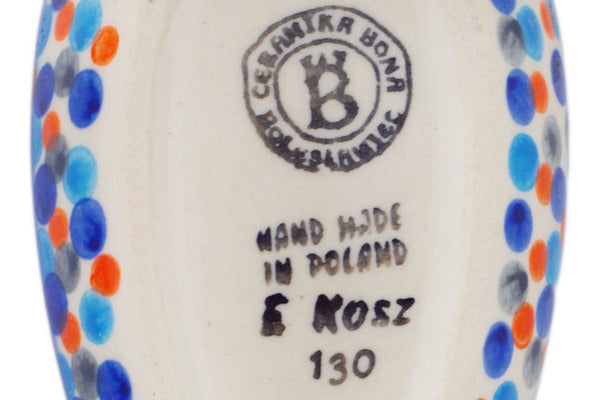 CERAMIKA BONA
B
BOLESŁAWIEC
HAND MADE
IN POLAND
E KOSZ
130